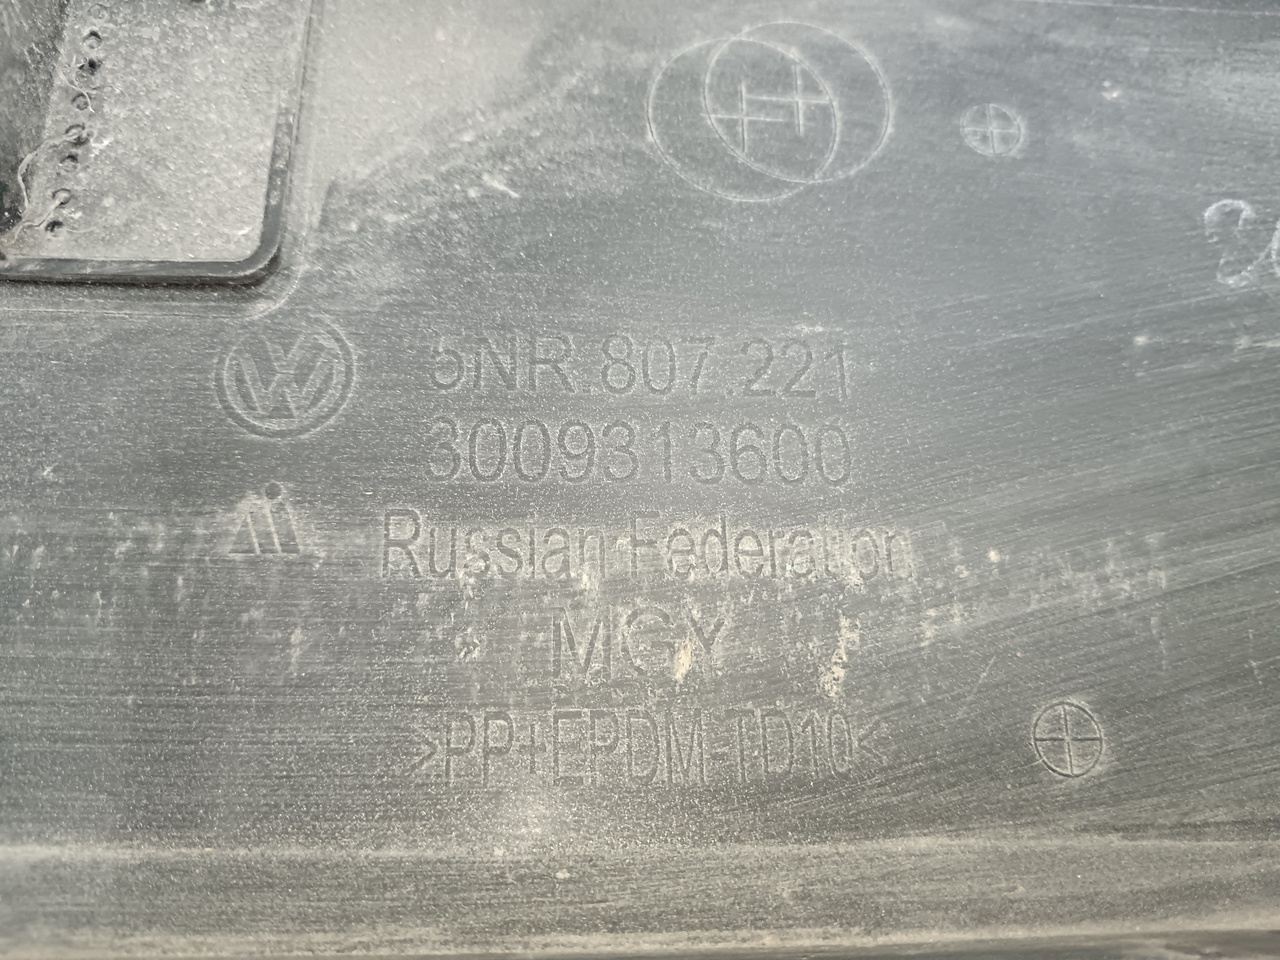 5NR.807.221
3009313600
Russian Federation
MGY
>PP+EPDM-TD10<